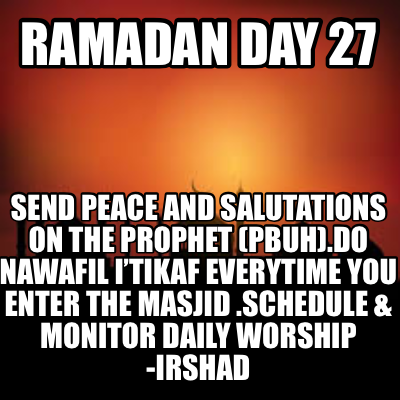 RAMADAN DAY 27
SEND PEACE AND SALUTATIONS
ON THE PROPHET (PBUH).DO
NAWAFIL I'TIKAF EVERYTIME YOU
ENTER THE MASJID .SCHEDULE &
MONITOR DAILY WORSHIP
-IRSHAD